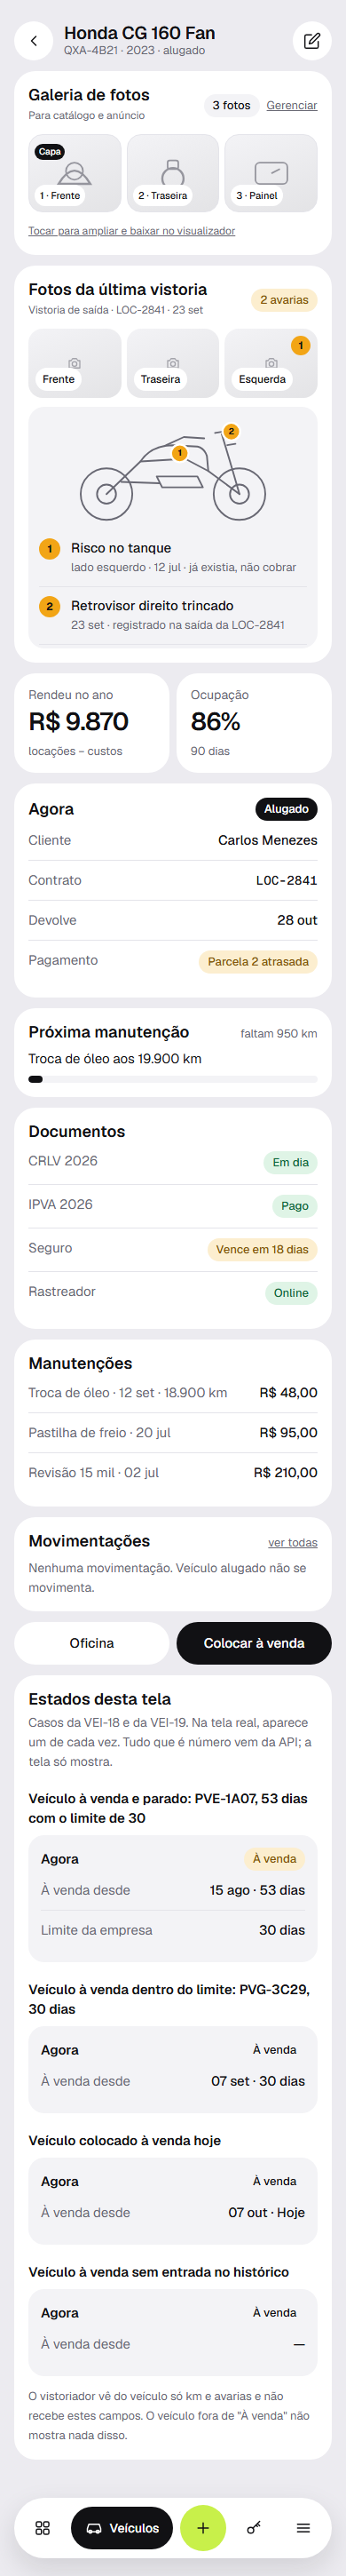 Honda CG 160 Fan
QXA-4B21 · 2023 · alugado
Galeria de fotos
Para catálogo e anúncio
3 fotos
Gerenciar
Capa
1 · Frente
2 · Traseira
3 · Painel
Tocar para ampliar e baixar no visualizador
Fotos da última vistoria
Vistoria de saída · LOC-2841 · 23 set
2 avarias
1
Frente
Traseira
Esquerda
2
1
1
Risco no tanque
lado esquerdo · 12 jul · já existia, não cobrar
2
Retrovisor direito trincado
23 set · registrado na saída da LOC-2841
Rendeu no ano
R$ 9.870
locações − custos
Ocupação
86%
90 dias
Agora
Alugado
Cliente
Carlos Menezes
Contrato
LOC-2841
Devolve
28 out
Pagamento
Parcela 2 atrasada
Próxima manutenção
faltam 950 km
Troca de óleo aos 19.900 km
Documentos
CRLV 2026
Em dia
IPVA 2026
Pago
Seguro
Vence em 18 dias
Rastreador
Online
Manutenções
Troca de óleo · 12 set · 18.900 km
R$ 48,00
Pastilha de freio · 20 jul
R$ 95,00
Revisão 15 mil · 02 jul
R$ 210,00
Movimentações
ver todas
Nenhuma movimentação. Veículo alugado não se
movimenta.
Oficina
Colocar à venda
Estados desta tela
Casos da VEI-18 e da VEI-19. Na tela real, aparece
um de cada vez. Tudo que é número vem da API; a
tela só mostra.
Veículo à venda e parado: PVE-1A07, 53 dias
com o limite de 30
Agora
À venda
À venda desde
15 ago · 53 dias
Limite da empresa
30 dias
Veículo à venda dentro do limite: PVG-3C29,
30 dias
Agora
À venda
À venda desde
07 set · 30 dias
Veículo colocado à venda hoje
Agora
À venda
À venda desde
07 out · Hoje
Veículo à venda sem entrada no histórico
Agora
À venda
À venda desde
—
O vistoriador vê do veículo só km e avarias e não
recebe estes campos. O veículo fora de "À venda" não
mostra nada disso.
Veículos